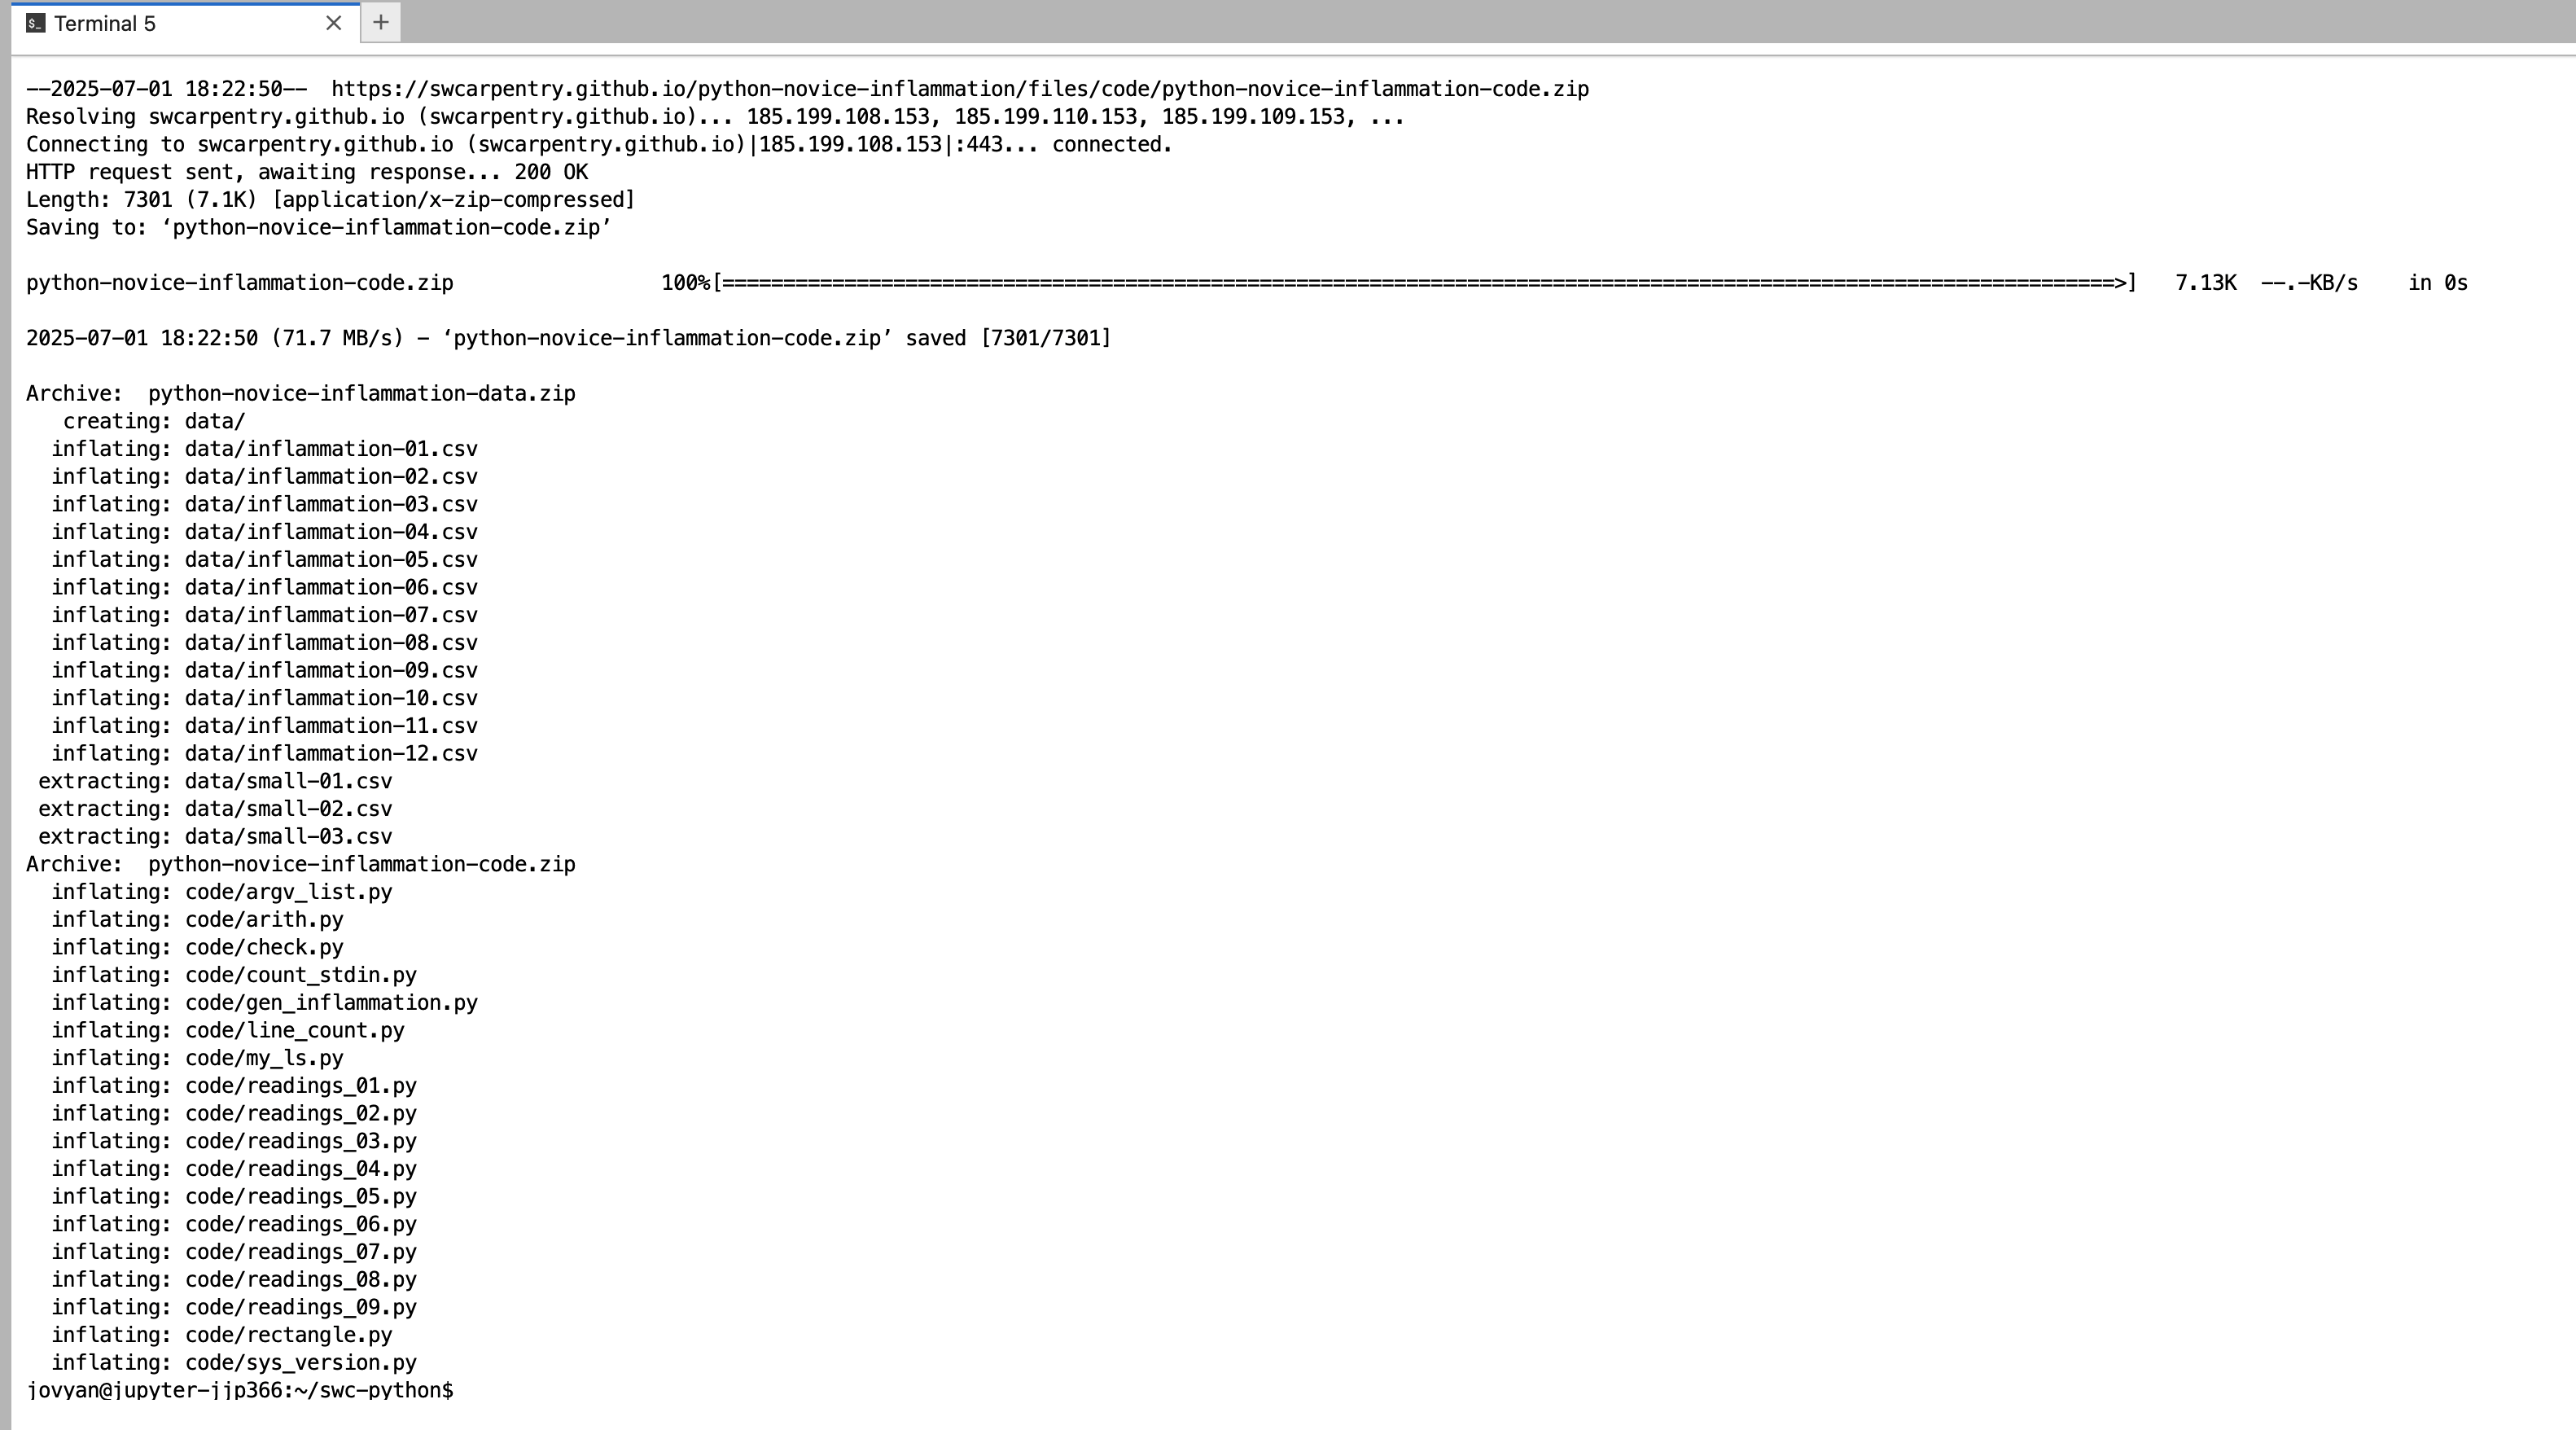 $_ Terminal 5
--2025-07-01 18:22:50--  https://swcarpentry.github.io/python-novice-inflammation/files/code/python-novice-inflammation-code.zip
Resolving swcarpentry.github.io (swcarpentry.github.io)... 185.199.108.153, 185.199.110.153, 185.199.109.153, ...
Connecting to swcarpentry.github.io (swcarpentry.github.io)|185.199.108.153|:443... connected.
HTTP request sent, awaiting response... 200 OK
Length: 7301 (7.1K) [application/x-zip-compressed]
Saving to: ‘python-novice-inflammation-code.zip’
python-novice-inflammation-code.zip                 100%[==================================================================================================================>]   7.13K  --.-KB/s    in 0s
2025-07-01 18:22:50 (71.7 MB/s) - ‘python-novice-inflammation-code.zip’ saved [7301/7301]
Archive:  python-novice-inflammation-data.zip
   creating: data/
  inflating: data/inflammation-01.csv
  inflating: data/inflammation-02.csv
  inflating: data/inflammation-03.csv
  inflating: data/inflammation-04.csv
  inflating: data/inflammation-05.csv
  inflating: data/inflammation-06.csv
  inflating: data/inflammation-07.csv
  inflating: data/inflammation-08.csv
  inflating: data/inflammation-09.csv
  inflating: data/inflammation-10.csv
  inflating: data/inflammation-11.csv
  inflating: data/inflammation-12.csv
 extracting: data/small-01.csv
 extracting: data/small-02.csv
 extracting: data/small-03.csv
Archive:  python-novice-inflammation-code.zip
  inflating: code/argv_list.py
  inflating: code/arith.py
  inflating: code/check.py
  inflating: code/count_stdin.py
  inflating: code/gen_inflammation.py
  inflating: code/line_count.py
  inflating: code/my_ls.py
  inflating: code/readings_01.py
  inflating: code/readings_02.py
  inflating: code/readings_03.py
  inflating: code/readings_04.py
  inflating: code/readings_05.py
  inflating: code/readings_06.py
  inflating: code/readings_07.py
  inflating: code/readings_08.py
  inflating: code/readings_09.py
  inflating: code/rectangle.py
  inflating: code/sys_version.py
jovyan@jupyter-jjp366:~/swc-python$